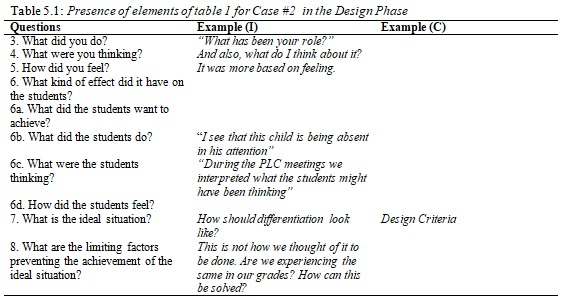 Table 5.1: Presence of elements of table 1 for Case #2 in the Design Phase
Questions Example (I) Example (C)
3. What did you do? "What has been your role?"
4. What were you thinking? And also, what do I think about it?
5. How did you feel? It was more based on feeling.
6. What kind of effect did it have on
the students?
6a. What did the students want to
achieve?
6b. What did the students do? "I see that this child is being absent
in his attention"
6c. What were the students "During the PLC meetings we
thinking? interpreted what the students might
have been thinking"
6d. How did the students feel?
7. What is the ideal situation? How should differentiation look Design Criteria
like?
8. What are the limiting factors This is not how we thought of it to
preventing the achievement of the be done. Are we experiencing the
ideal situation? same in our grades? How can this
be solved?